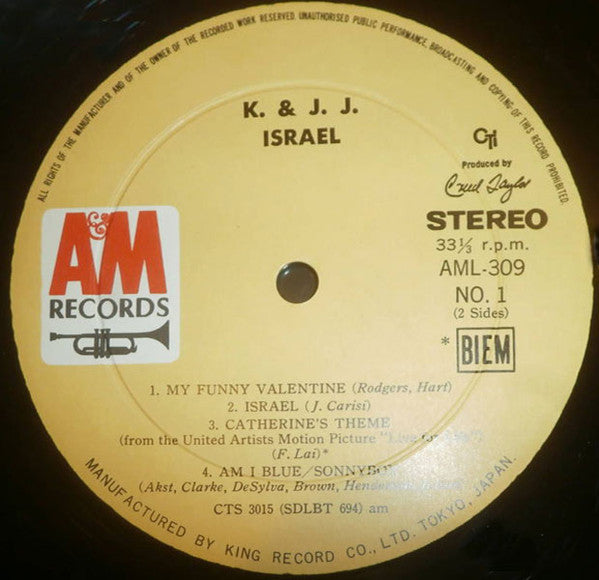 ALL RIGHTS OF THE MANUFACTURER AND OF THE OWNER OF THE RECORDED WORK RESERVED. UNAUTHORISED PUBLIC PERFORMANCE, BROADCASTING AND COPYING OF THIS RECORD PROHIBITED.
K. & J. J.
ISRAEL
CTi
Produced by
Creed Taylor
STEREO
33⅓ r.p.m.
AML-309
NO. 1
(2 Sides)
* BIEM
A&M
RECORDS
1. MY FUNNY VALENTINE (Rodgers, Hart)
2. ISRAEL (J. Carisi)
3. CATHERINE'S THEME
(from the United Artists Motion Picture "Live for
(F. Lai)*
4. AM I BLUE/SONNYBOY
(Akst, Clarke, DeSylva, Brown,
CTS 3015 (SDLBT 694) am
MANUFACTURED BY KING RECORD CO., LTD. TOKYO, JAPAN.